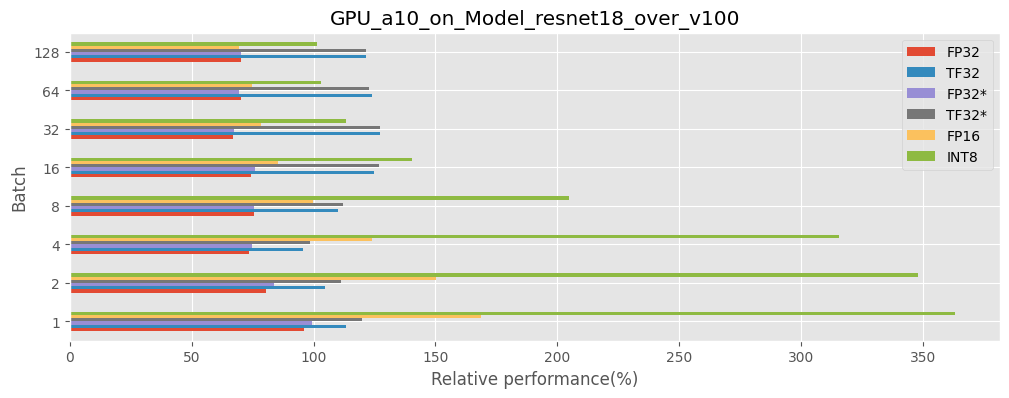 GPU_a10_on_Model_resnet18_over_v100
128
64
32
16
8
4
2
1
Batch
0 50 100 150 200 250 300 350
Relative performance(%)
FP32
TF32
FP32*
TF32*
FP16
INT8